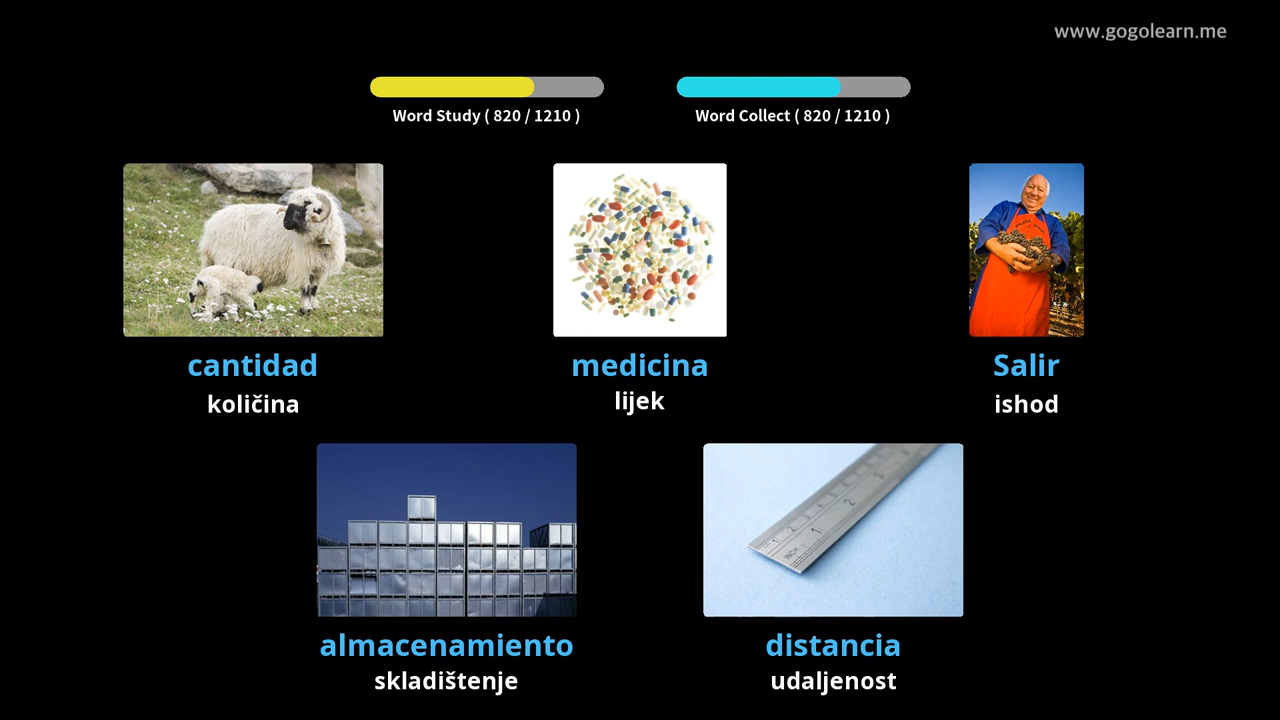 www.gogolearn.me
Word Study ( 820 / 1210 )
Word Collect ( 820 / 1210 )
cantidad
količina
medicina
lijek
Salir
ishod
almacenamiento
skladištenje
distancia
udaljenost